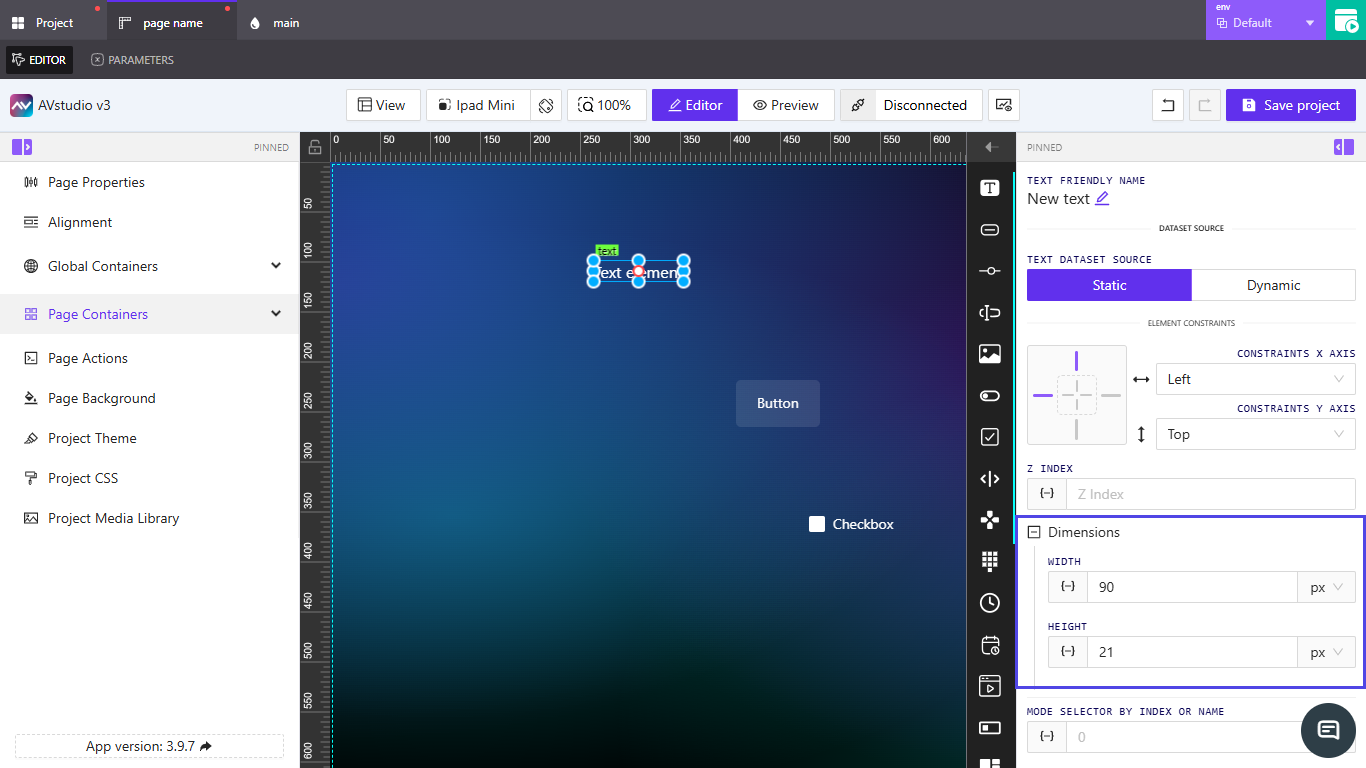 Project
page name
main
env
Default
EDITOR
PARAMETERS
AVstudio v3
View
Ipad Mini
100%
Editor
Preview
Disconnected
Save project
PINNED
Page Properties
Alignment
Global Containers
Page Containers
Page Actions
Page Background
Project Theme
Project CSS
Project Media Library
App version: 3.9.7
0 50 100 150 200 250 300 350 400 450 500 550 600
50
100
150
200
250
300
350
400
450
500
550
600
text
Text element
Button
Checkbox
PINNED
TEXT FRIENDLY NAME
New text
DATASET SOURCE
TEXT DATASET SOURCE
Static
Dynamic
ELEMENT CONSTRAINTS
CONSTRAINTS X AXIS
Left
CONSTRAINTS Y AXIS
Top
Z INDEX
{–} Z Index
Dimensions
WIDTH
{–} 90 px
HEIGHT
{–} 21 px
MODE SELECTOR BY INDEX OR NAME
{–} 0